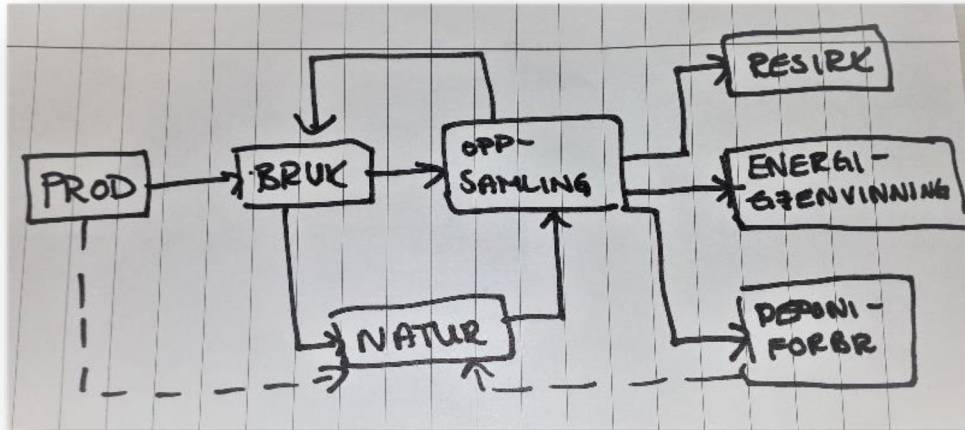 RESIRK
PROD
BRUK
OPP-
SAMLING
ENERGI-
GJENVINNING
NATUR
DEPONI-
FORBR